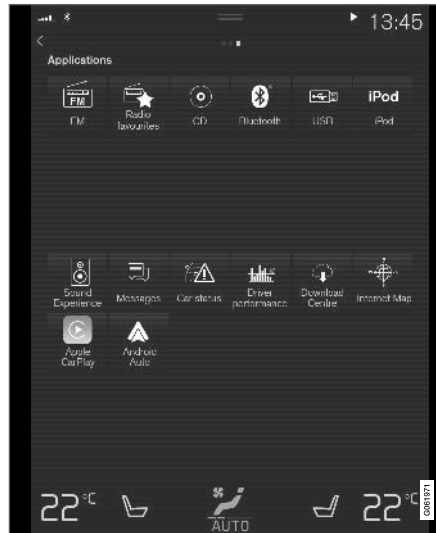 13:45
Applications
FM
iPod
FM
Radio
favourites
CD
Bluetooth
USB
iPod
Sound
Experience
Messages
Car status
Driver
performance
Download
Centre
Internet Map
Apple
CarPlay
Android
Auto
22°C
AUTO
22°C
G061971